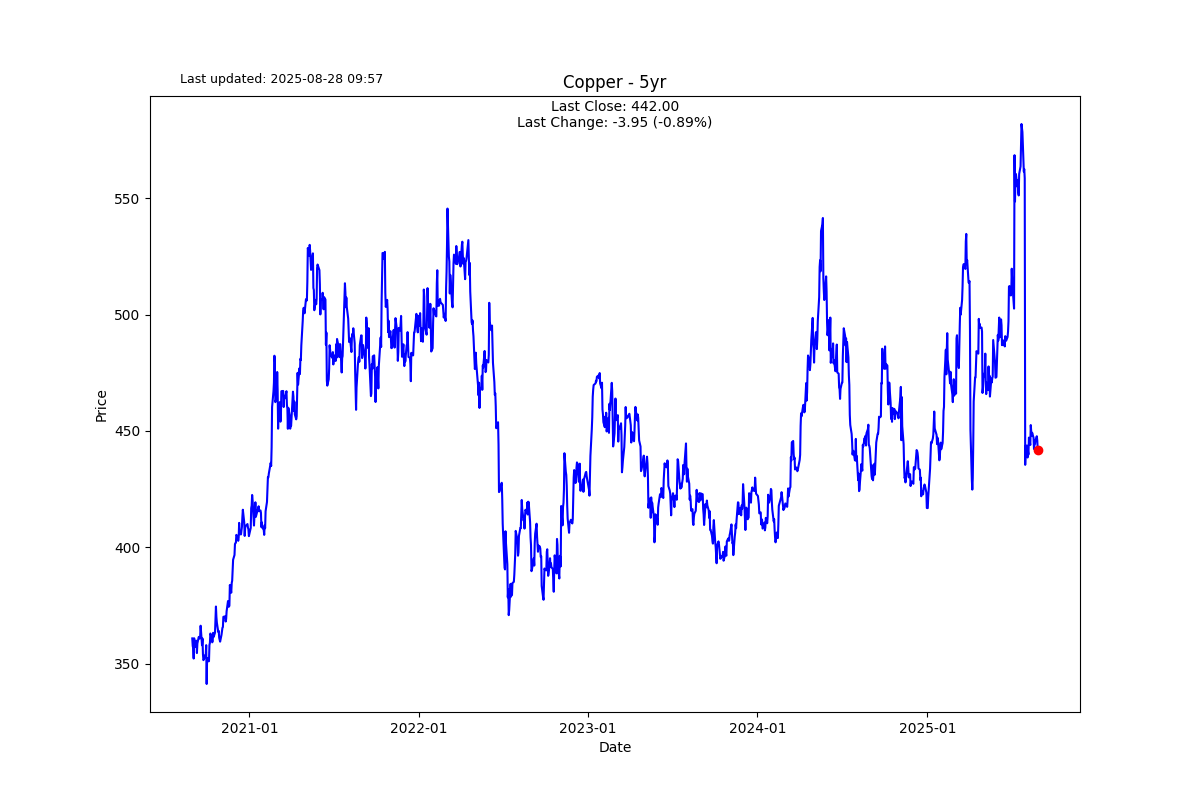 Last updated: 2025-08-28 09:57
Copper - 5yr
Last Close: 442.00
Last Change: -3.95 (-0.89%)
550
500
450
400
350
Price
2021-01
2022-01
2023-01
2024-01
2025-01
Date